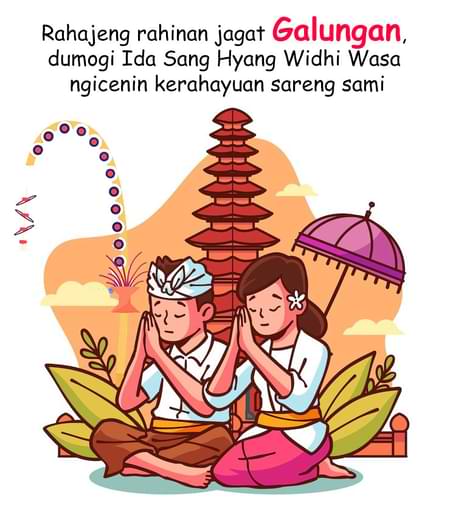 Rahajeng rahinan jagat Galungan,
dumogi Ida Sang Hyang Widhi Wasa
ngicenin kerahayuan sareng sami